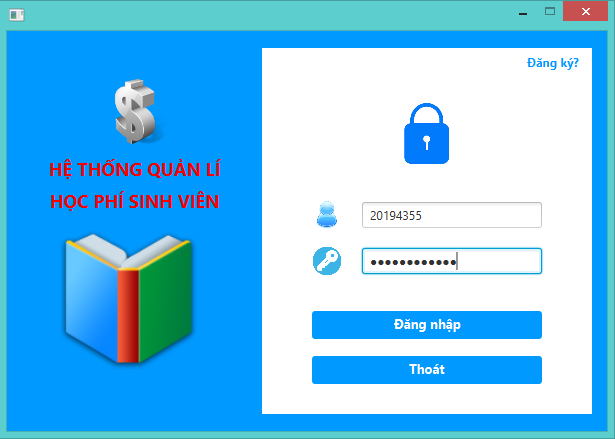 Đăng ký?
HỆ THỐNG QUẢN LÍ
HỌC PHÍ SINH VIÊN
20194355
••••••••••••
Đăng nhập
Thoát